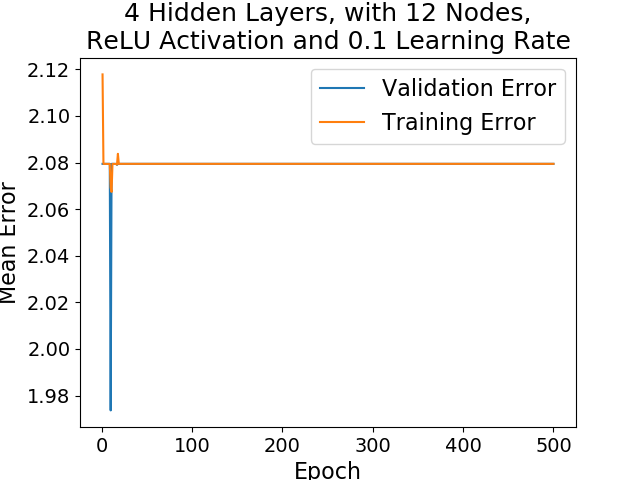 4 Hidden Layers, with 12 Nodes,
ReLU Activation and 0.1 Learning Rate
Validation Error
Training Error
2.12
2.10
2.08
2.06
2.04
2.02
2.00
1.98
Mean Error
0 100 200 300 400 500
Epoch